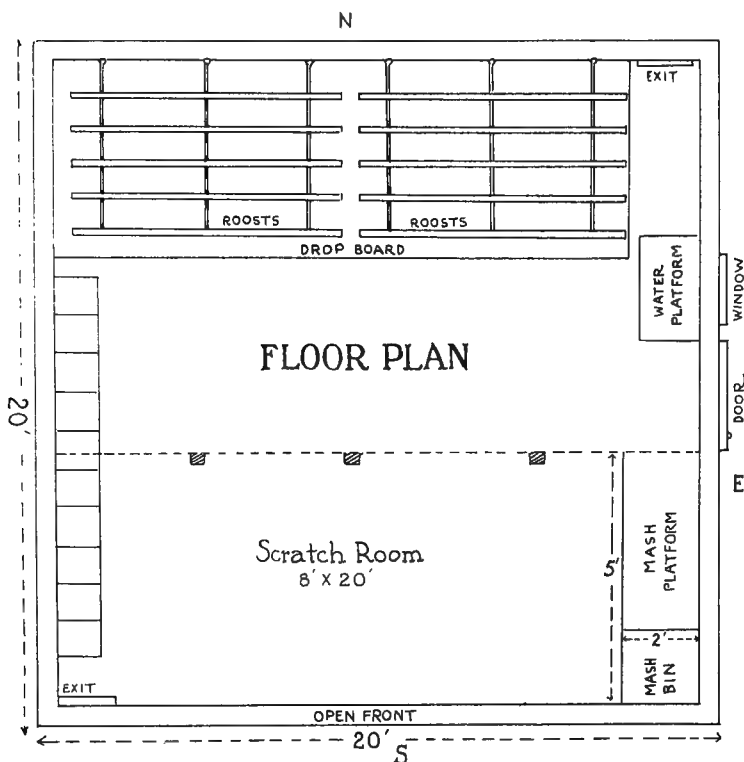 N
EXIT
ROOSTS
ROOSTS
DROP BOARD
WATER
PLATFORM
WINDOW
FLOOR PLAN
20'
DOOR
E
Scratch Room
8' X 20'
5'
MASH
PLATFORM
2'
MASH
BIN
EXIT
OPEN FRONT
20'
S